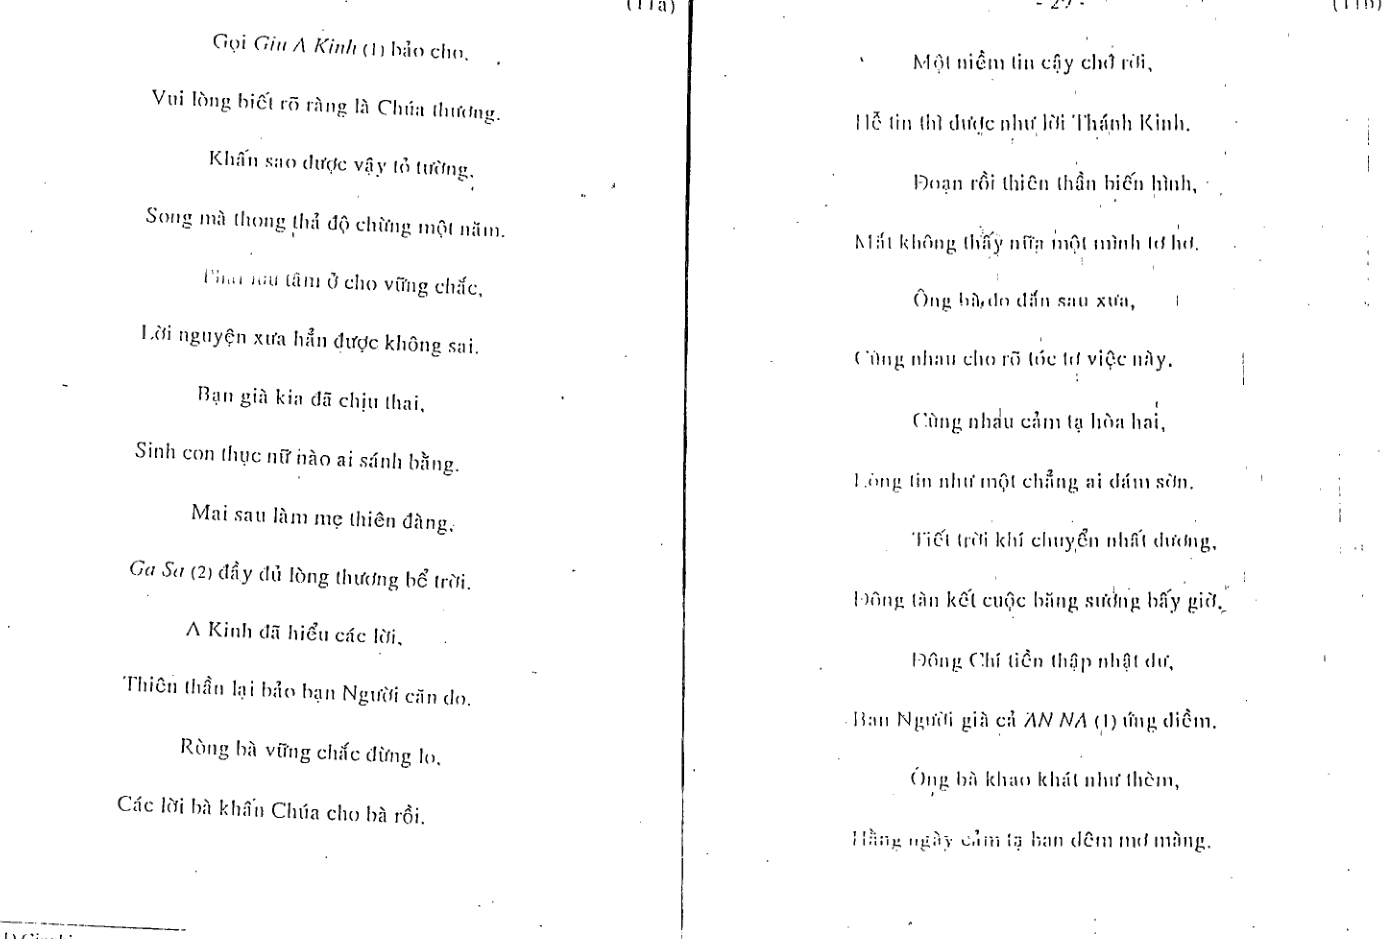 (11a)
Gọi Giu A Kinh (1) bảo cho.
Vui lòng biết rõ ràng là Chúa thương.
Khấn sao được vậy tỏ tường,
Song mà thong thả độ chừng một năm.
tâm ở cho vững chắc,
Lời nguyện xưa hẳn được không sai.
Bạn già kia đã chịu thai,
Sinh con thục nữ nào ai sánh bằng.
Mai sau làm mẹ thiên đàng,
Ga Sa (2) đầy đủ lòng thương bể trời.
A Kinh đã hiểu các lời,
Thiên thần lại bảo bạn Người căn do.
Ròng bà vững chắc đừng lo,
Các lời bà khấn Chúa cho bà rồi.
- 27 -
(11b)
Một niềm tin cậy chớ rời,
Hễ tin thì được như lời Thánh Kinh.
Đoạn rồi thiên thần biến hình,
Mắt không thấy nữa một mình tơ hơ.
Ông bà do dấn sau xưa,
Cùng nhau cho rõ tóc tơ việc này.
Cùng nhau cảm tạ hòa hai,
Lòng tin như một chẳng ai dám sờn.
Tiết trời khí chuyển nhất dương,
Đông tàn kết cuộc băng sương bấy giờ,
Đông Chí tiền thập nhật dư,
Ban Người già cả AN NA (1) ứng điềm.
Ông bà khao khát như thèm,
Hằng ngày cảm tạ ban đêm mơ màng.